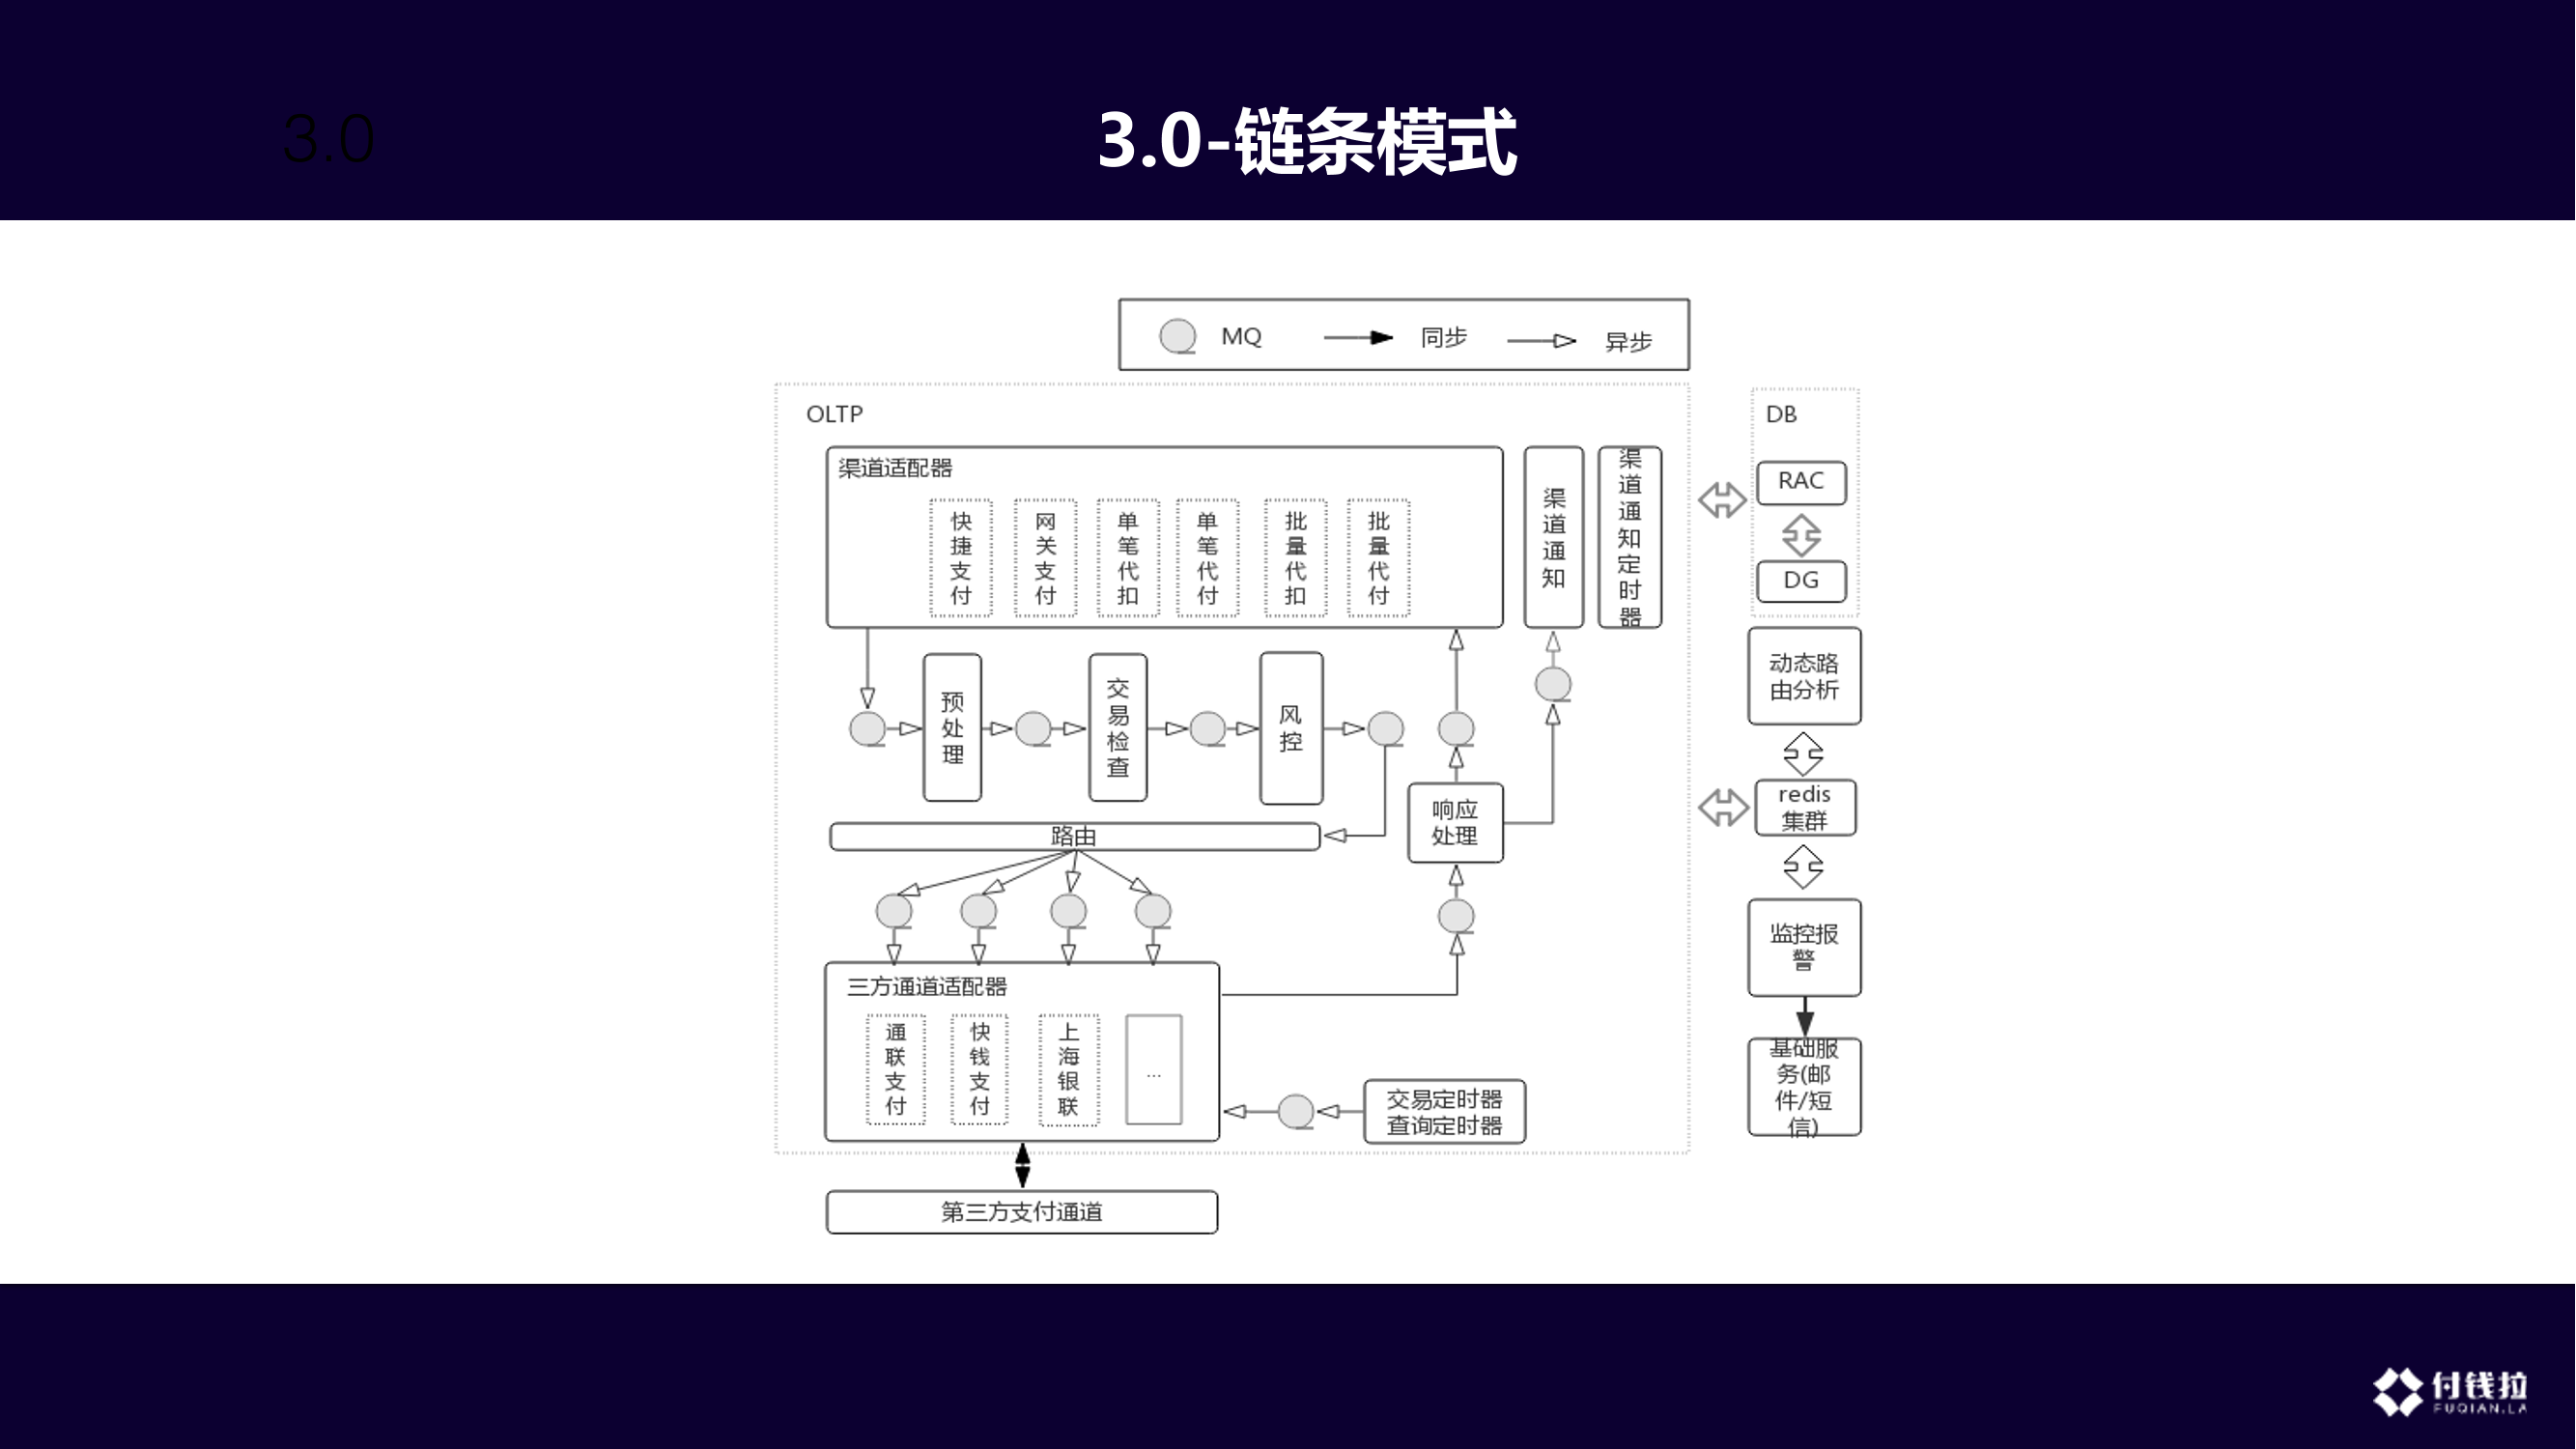 3.0
3.0-链条模式
MQ
同步
异步
OLTP
渠道适配器
快捷支付
网关支付
单笔代扣
单笔代付
批量代扣
批量代付
渠道通知
渠道通知定时器
预处理
交易检查
风控
响应
处理
路由
三方通道适配器
通联支付
快钱支付
上海银联
...
交易定时器
查询定时器
第三方支付通道
DB
RAC
DG
动态路
由分析
redis
集群
监控报
警
基础服
务(邮
件/短
信)
付钱拉
FUQIAN.LA